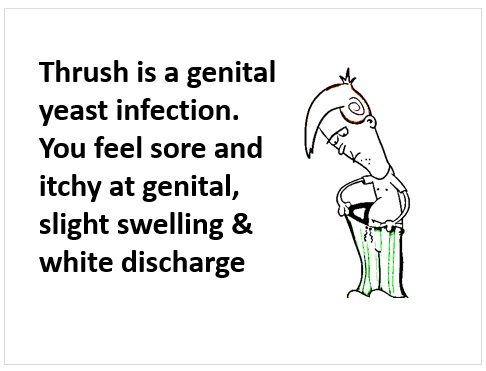 Thrush is a genital
yeast infection.
You feel sore and
itchy at genital,
slight swelling &
white discharge